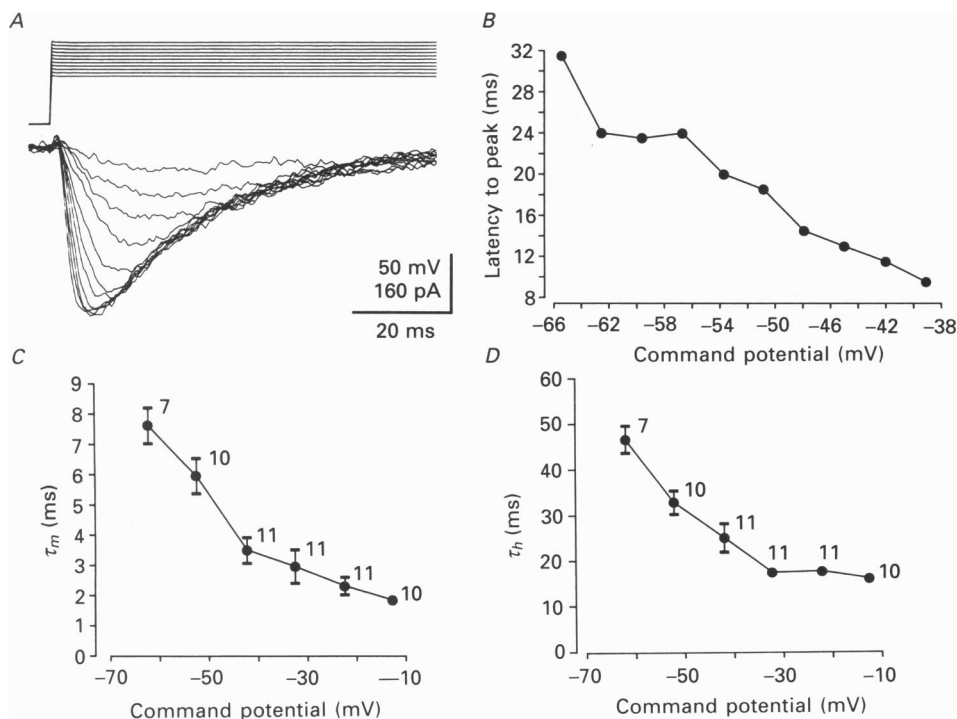 A
50 mV
160 pA
20 ms
B
Latency to peak (ms)
32
28
24
20
16
12
8
−66 −62 −58 −54 −50 −46 −42 −38
Command potential (mV)
C
τm (ms)
9
8
7
6
5
4
3
2
1
0
7
10
11
11
11
10
−70 −50 −30 —10
Command potential (mV)
D
τh (ms)
60
50
40
30
20
10
0
7
10
11
11
11
10
−70 −50 −30 −10
Command potential (mV)